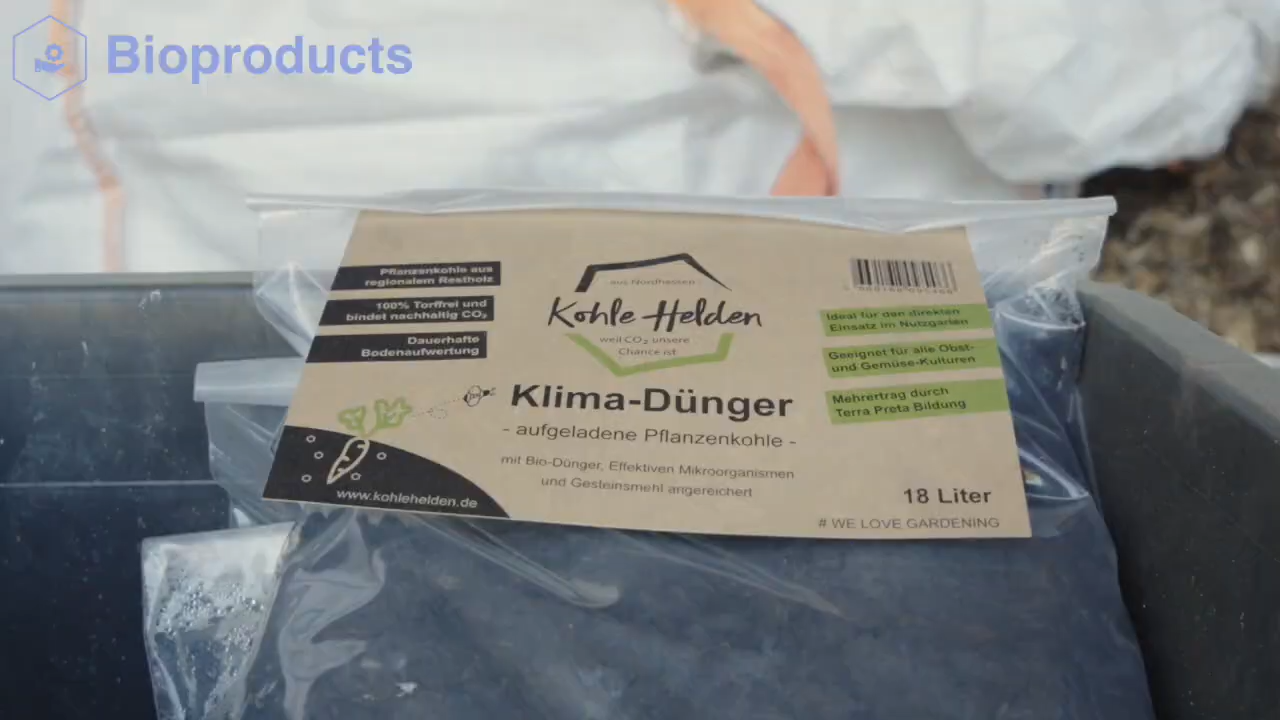 Bioproducts
Pflanzenkohle aus
regionalem Restholz
100% Torffrei und
bindet nachhaltig CO₂
Dauerhafte
Bodenaufwertung
aus Nordhessen
Kohle Helden
weil CO₂ unsere
Chance ist
Klima-Dünger
- aufgeladene Pflanzenkohle -
mit Bio-Dünger, Effektiven Mikroorganismen
und Gesteinsmehl angereichert
www.kohlehelden.de
Ideal für den direkten
Einsatz im Nutzgarten
Geeignet für alle Obst-
und Gemüse-Kulturen
Mehrertrag durch
Terra Preta Bildung
18 Liter
# WE LOVE GARDENING